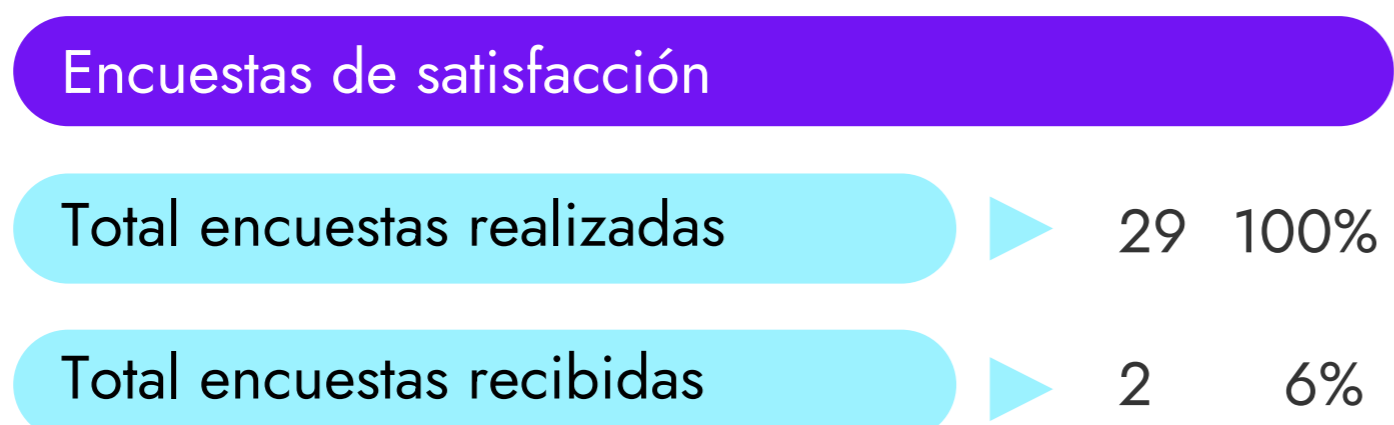 Encuestas de satisfacción
Total encuestas realizadas 29 100%
Total encuestas recibidas 2 6%